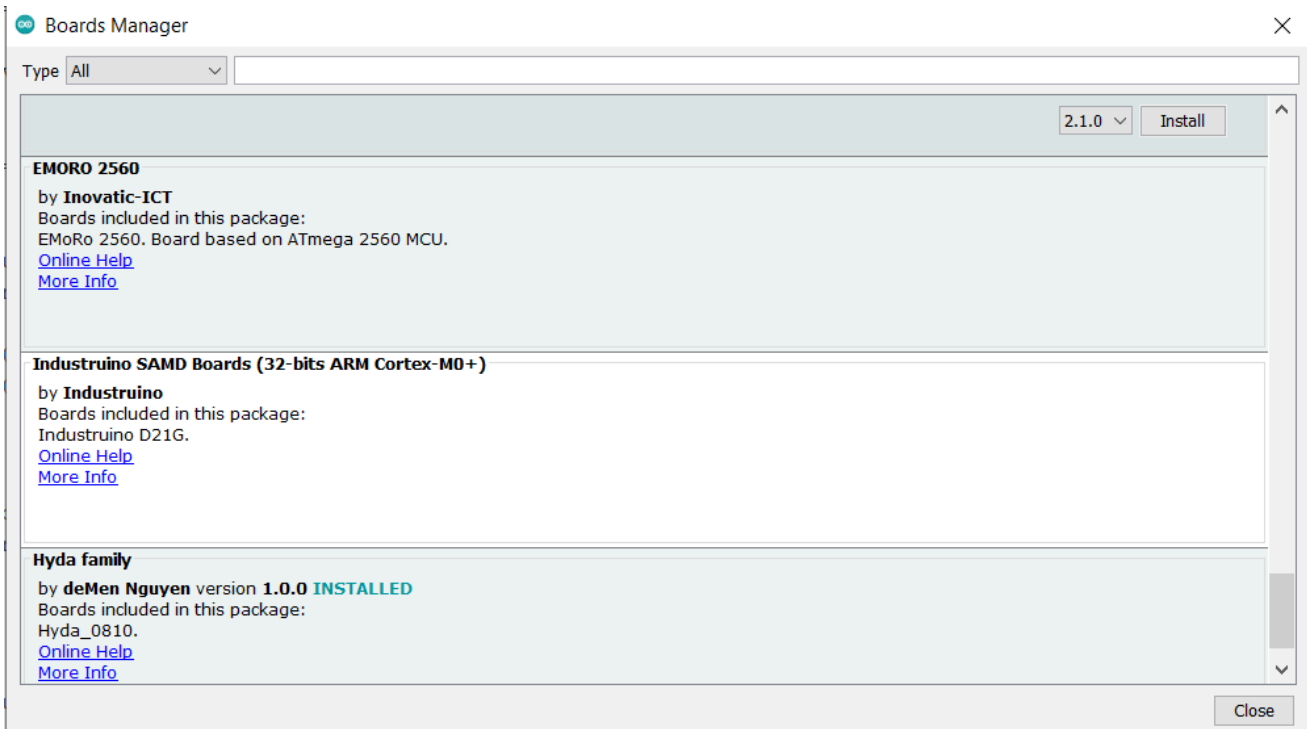 Boards Manager
Type All
2.1.0 Install
EMORO 2560
by Inovatic-ICT
Boards included in this package:
EMoRo 2560. Board based on ATmega 2560 MCU.
Online Help
More Info
Industruino SAMD Boards (32-bits ARM Cortex-M0+)
by Industruino
Boards included in this package:
Industruino D21G.
Online Help
More Info
Hyda family
by deMen Nguyen version 1.0.0 INSTALLED
Boards included in this package:
Hyda_0810.
Online Help
More Info
Close